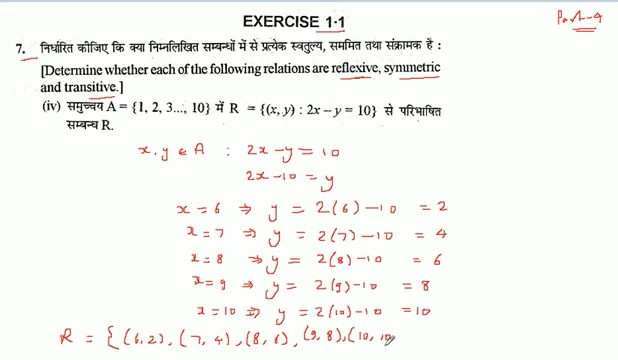 EXERCISE 1·1
Part-4
7. निर्धारित कीजिए कि क्या निम्नलिखित सम्बन्धों में से प्रत्येक स्वतुल्य, सममित तथा संक्रामक है :
[Determine whether each of the following relations are reflexive, symmetric
and transitive.]
(iv) समुच्चय A = {1, 2, 3..., 10} में R = {(x, y) : 2x – y = 10} से परिभाषित
सम्बन्ध R.
x, y ∈ A : 2x - y = 10
2x - 10 = y
x = 6 ⇒ y = 2(6) - 10 = 2
x = 7 ⇒ y = 2(7) - 10 = 4
x = 8 ⇒ y = 2(8) - 10 = 6
x = 9 ⇒ y = 2(9) - 10 = 8
x = 10 ⇒ y = 2(10) - 10 = 10
R = { (6, 2), (7, 4), (8, 6), (9, 8), (10, 10